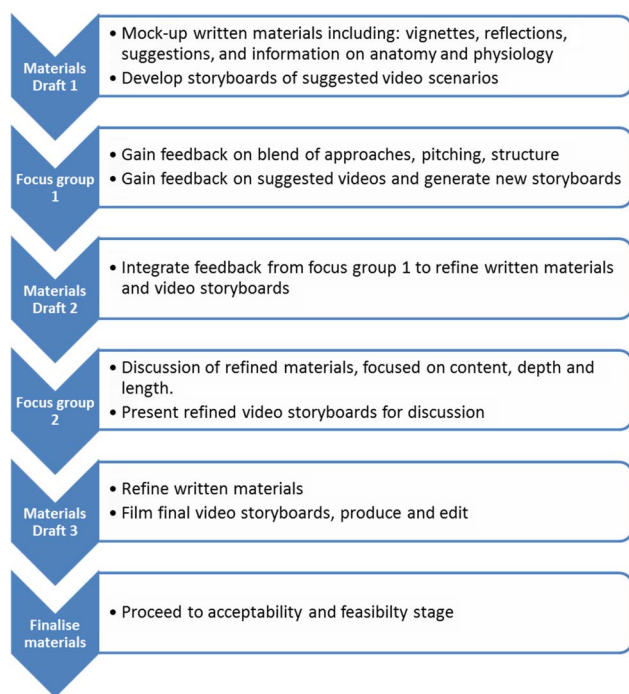 Materials
Draft 1
• Mock-up written materials including: vignettes, reflections,
suggestions, and information on anatomy and physiology
• Develop storyboards of suggested video scenarios
Focus group
1
• Gain feedback on blend of approaches, pitching, structure
• Gain feedback on suggested videos and generate new storyboards
Materials
Draft 2
• Integrate feedback from focus group 1 to refine written materials
and video storyboards
Focus group
2
• Discussion of refined materials, focused on content, depth and
length.
• Present refined video storyboards for discussion
Materials
Draft 3
• Refine written materials
• Film final video storyboards, produce and edit
Finalise
materials
• Proceed to acceptability and feasibilty stage